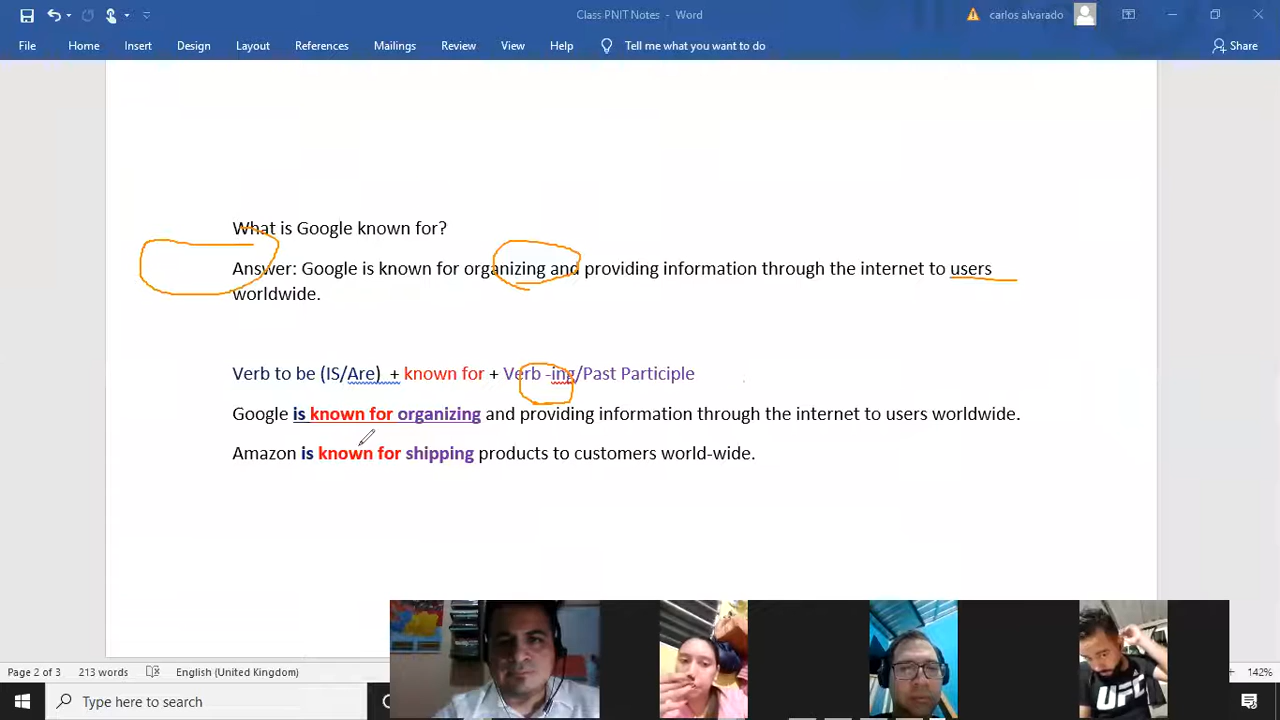 Class PNIT Notes - Word
carlos alvarado
File Home Insert Design Layout References Mailings Review View Help Tell me what you want to do Share
What is Google known for?
Answer: Google is known for organizing and providing information through the internet to users
worldwide.
Verb to be (IS/Are) + known for + Verb -ing/Past Participle
Google is known for organizing and providing information through the internet to users worldwide.
Amazon is known for shipping products to customers world-wide.
UFC
Page 2 of 3 213 words English (United Kingdom) 142%
Type here to search